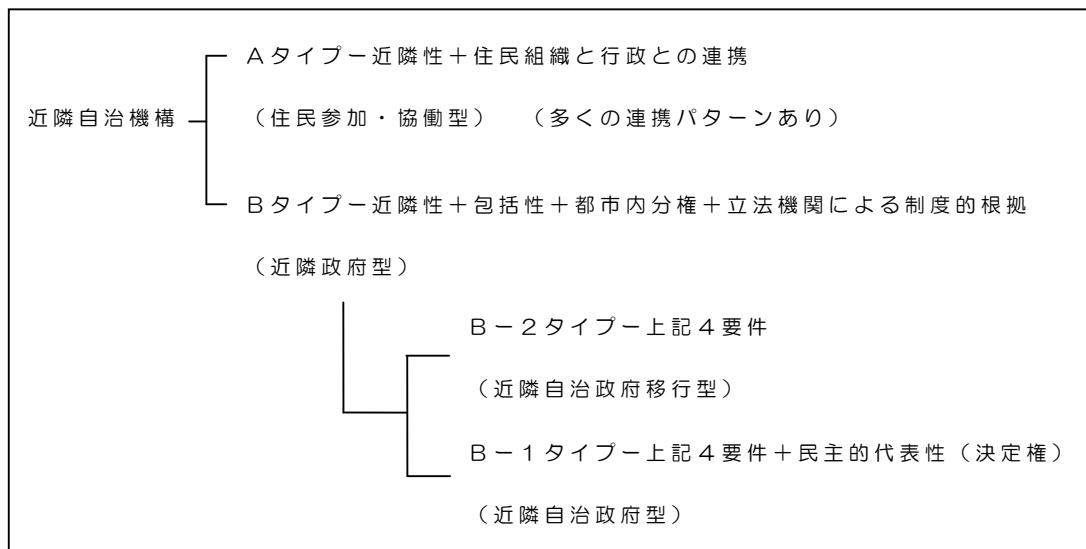 Aタイプー近隣性+住民組織と行政との連携
近隣自治機構 (住民参加・協働型) (多くの連携パターンあり)
Bタイプー近隣性+包括性+都市内分権+立法機関による制度的根拠
(近隣政府型)
B-2タイプー上記4要件
(近隣自治政府移行型)
B-1タイプー上記4要件+民主的代表性(決定権)
(近隣自治政府型)